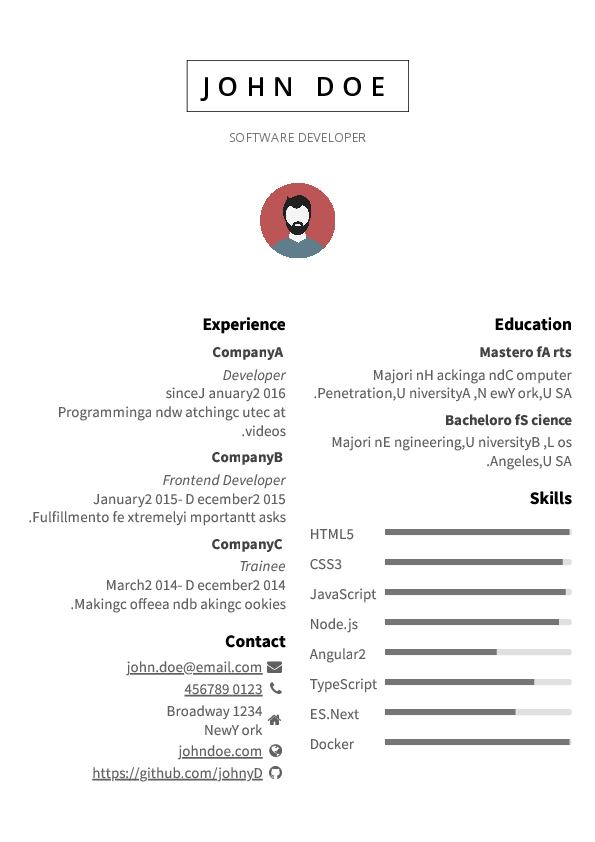 JOHN DOE
SOFTWARE DEVELOPER
Experience
CompanyA
Developer
sinceJ anuary2 016
Programminga ndw atchingc utec at
.videos
CompanyB
Frontend Developer
January2 015- D ecember2 015
.Fulfillmento fe xtremelyi mportantt asks
CompanyC
Trainee
March2 014- D ecember2 014
.Makingc offeea ndb akingc ookies
Contact
john.doe@email.com
456789 0123
Broadway 1234
NewY ork
johndoe.com
https://github.com/johnyD
Education
Mastero fA rts
Majori nH ackinga ndC omputer
.Penetration,U niversityA ,N ewY ork,U SA
Bacheloro fS cience
Majori nE ngineering,U niversityB ,L os
.Angeles,U SA
Skills
HTML5
CSS3
JavaScript
Node.js
Angular2
TypeScript
ES.Next
Docker